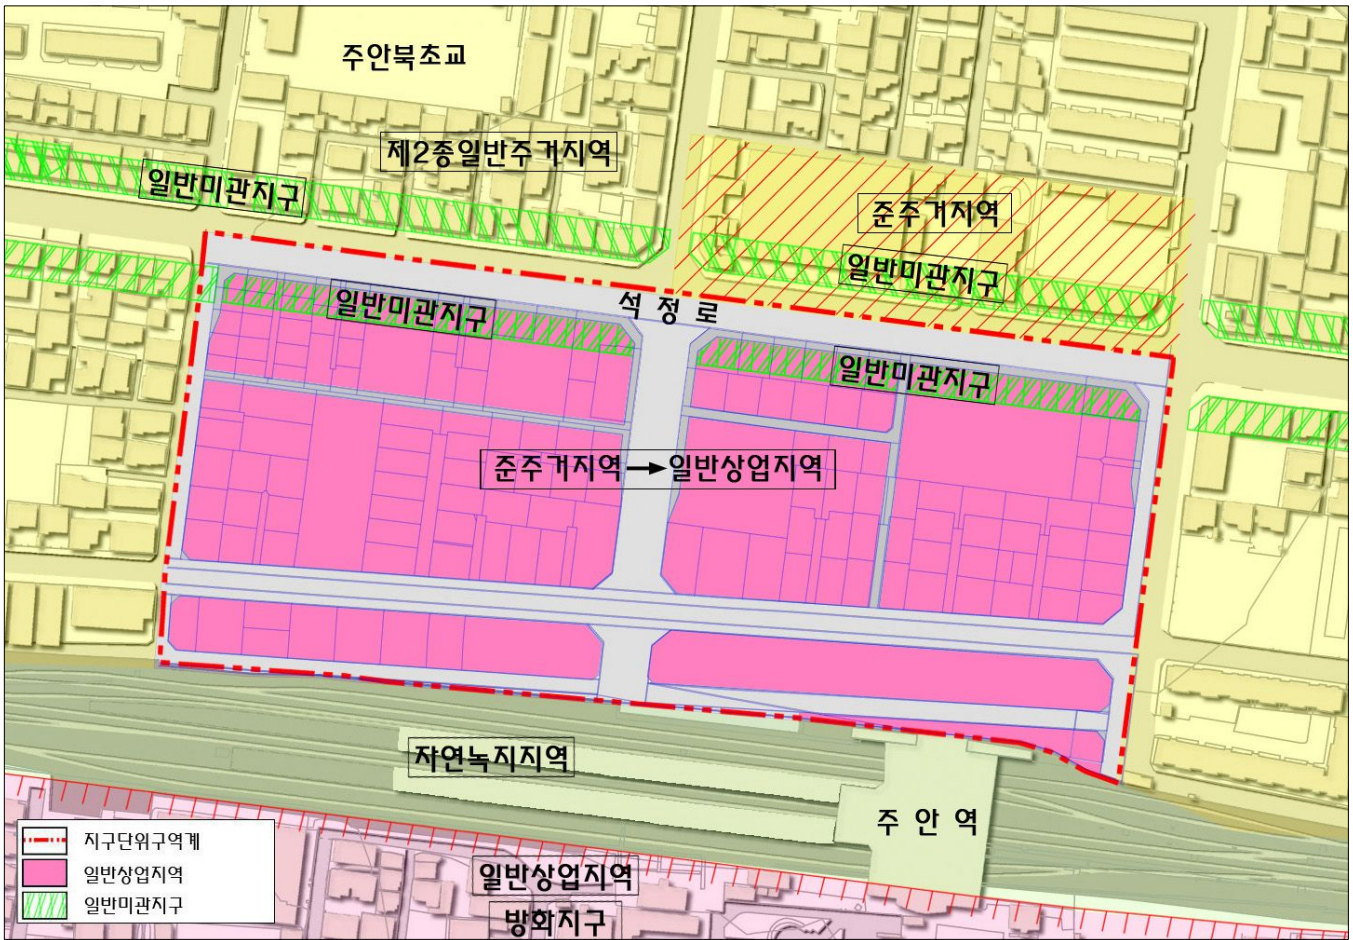 주안북초교
제2종일반주거지역
일반미관지구
준주거지역
일반미관지구
일반미관지구
석정로
일반미관지구
준주거지역→일반상업지역
자연녹지지역
주안역
지구단위구역계
일반상업지역
일반미관지구
일반상업지역
방화지구